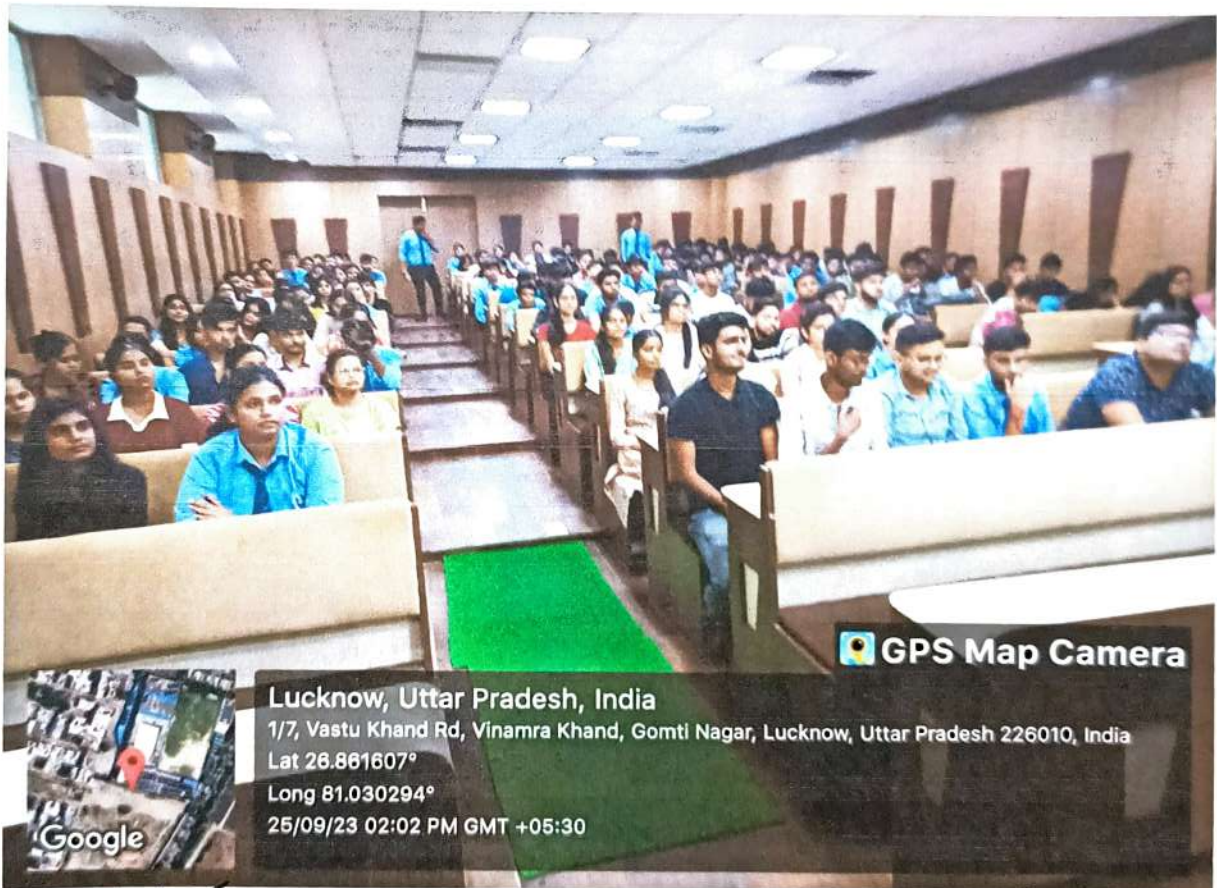 GPS Map Camera
Lucknow, Uttar Pradesh, India
1/7, Vastu Khand Rd, Vinamra Khand, Gomti Nagar, Lucknow, Uttar Pradesh 226010, India
Lat 26.861607°
Long 81.030294°
25/09/23 02:02 PM GMT +05:30
Google